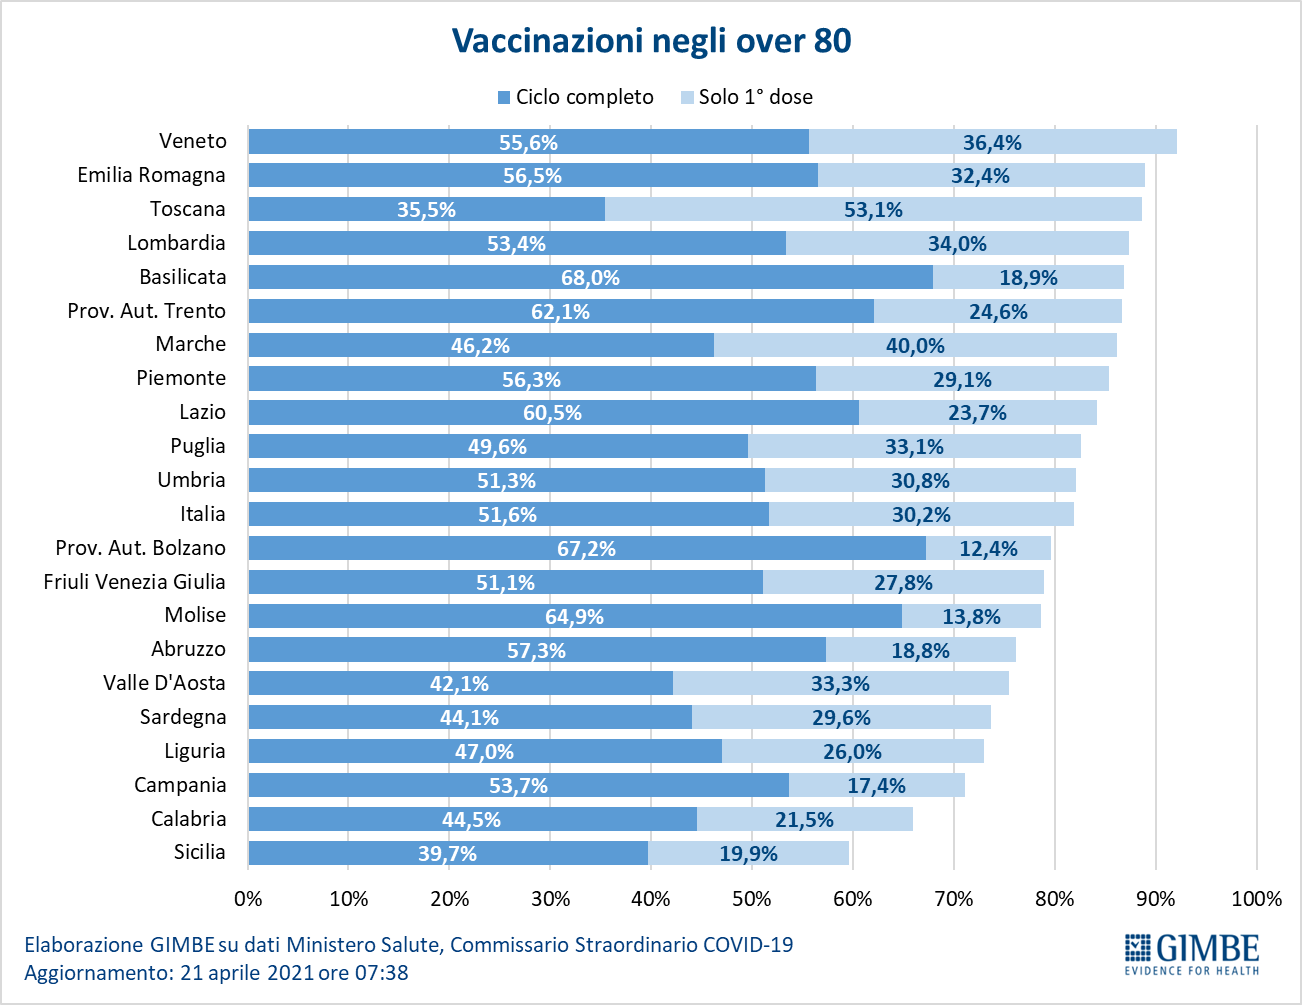 Vaccinazioni negli over 80
Ciclo completo Solo 1° dose
Veneto 55,6% 36,4%
Emilia Romagna 56,5% 32,4%
Toscana 35,5% 53,1%
Lombardia 53,4% 34,0%
Basilicata 68,0% 18,9%
Prov. Aut. Trento 62,1% 24,6%
Marche 46,2% 40,0%
Piemonte 56,3% 29,1%
Lazio 60,5% 23,7%
Puglia 49,6% 33,1%
Umbria 51,3% 30,8%
Italia 51,6% 30,2%
Prov. Aut. Bolzano 67,2% 12,4%
Friuli Venezia Giulia 51,1% 27,8%
Molise 64,9% 13,8%
Abruzzo 57,3% 18,8%
Valle D'Aosta 42,1% 33,3%
Sardegna 44,1% 29,6%
Liguria 47,0% 26,0%
Campania 53,7% 17,4%
Calabria 44,5% 21,5%
Sicilia 39,7% 19,9%
0% 10% 20% 30% 40% 50% 60% 70% 80% 90% 100%
Elaborazione GIMBE su dati Ministero Salute, Commissario Straordinario COVID-19
Aggiornamento: 21 aprile 2021 ore 07:38
GIMBE
EVIDENCE FOR HEALTH